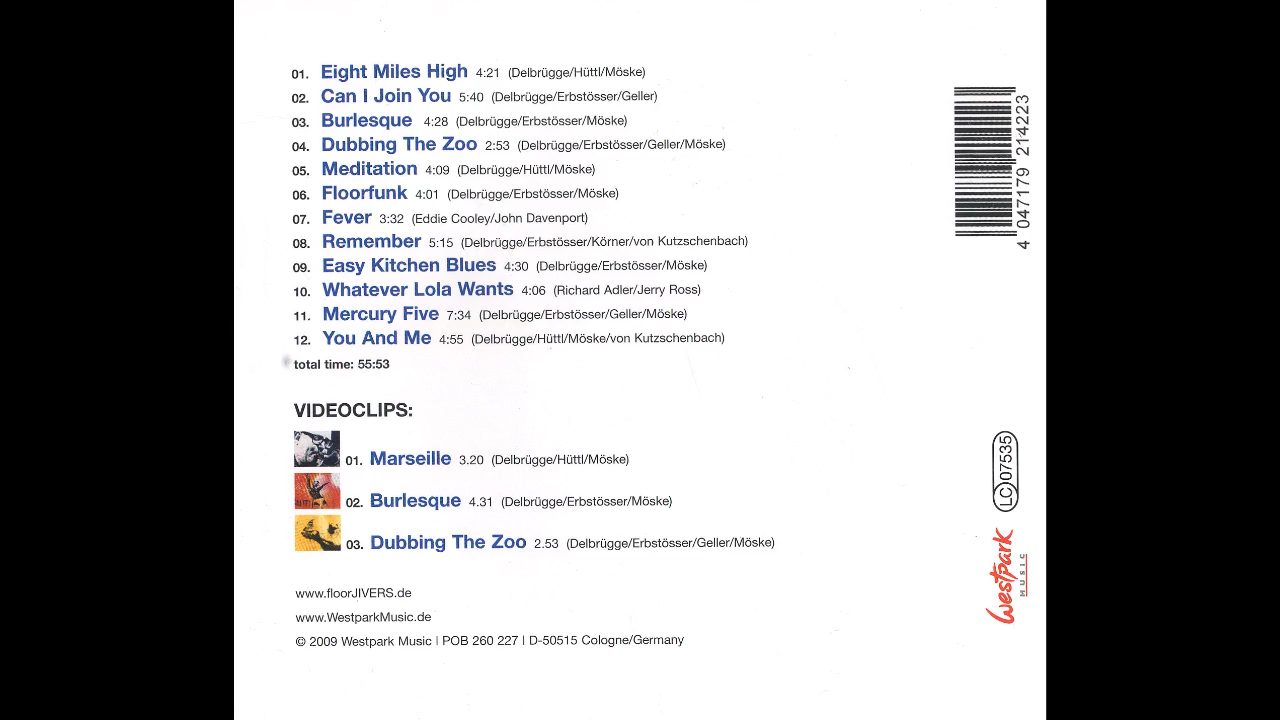 01. Eight Miles High 4:21 (Delbrügge/Hüttl/Möske)
02. Can I Join You 5:40 (Delbrügge/Erbstösser/Geller)
03. Burlesque 4:28 (Delbrügge/Erbstösser/Möske)
04. Dubbing The Zoo 2:53 (Delbrügge/Erbstösser/Geller/Möske)
05. Meditation 4:09 (Delbrügge/Hüttl/Möske)
06. Floorfunk 4:01 (Delbrügge/Erbstösser/Möske)
07. Fever 3:32 (Eddie Cooley/John Davenport)
08. Remember 5:15 (Delbrügge/Erbstösser/Körner/von Kutzschenbach)
09. Easy Kitchen Blues 4:30 (Delbrügge/Erbstösser/Möske)
10. Whatever Lola Wants 4:06 (Richard Adler/Jerry Ross)
11. Mercury Five 7:34 (Delbrügge/Erbstösser/Geller/Möske)
12. You And Me 4:55 (Delbrügge/Hüttl/Möske/von Kutzschenbach)
total time: 55:53
VIDEOCLIPS:
01. Marseille 3.20 (Delbrügge/Hüttl/Möske)
02. Burlesque 4.31 (Delbrügge/Erbstösser/Möske)
03. Dubbing The Zoo 2.53 (Delbrügge/Erbstösser/Geller/Möske)
www.floorJIVERS.de
www.WestparkMusic.de
© 2009 Westpark Music | POB 260 227 | D-50515 Cologne/Germany
4 047179 214223
LC 07535
Westpark
MUSIC